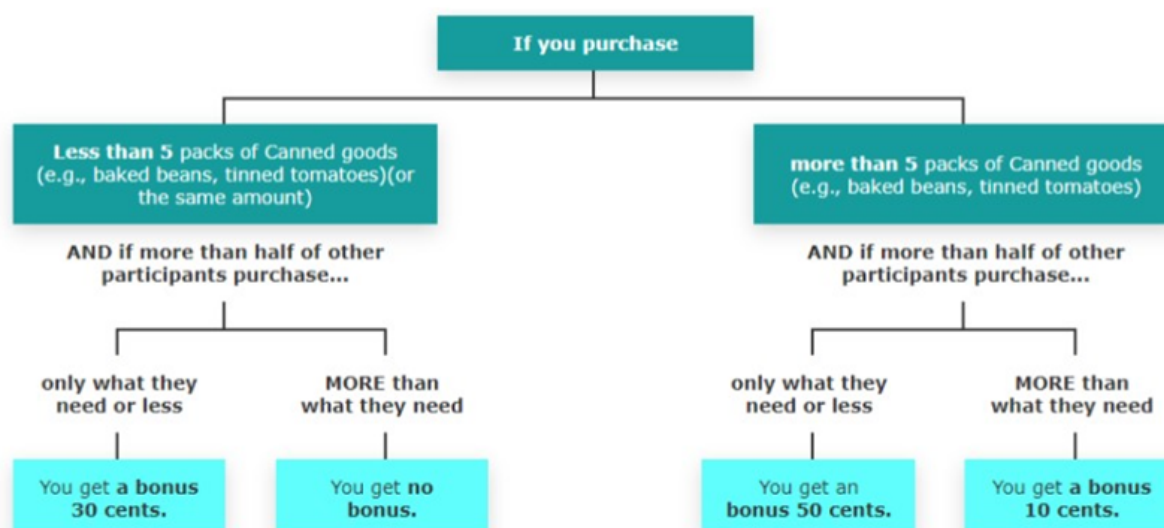 If you purchase
Less than 5 packs of Canned goods
(e.g., baked beans, tinned tomatoes)(or
the same amount)
more than 5 packs of Canned goods
(e.g., baked beans, tinned tomatoes)
AND if more than half of other
participants purchase...
AND if more than half of other
participants purchase...
only what they
need or less
MORE than
what they need
only what they
need or less
MORE than
what they need
You get a bonus
30 cents.
You get no
bonus.
You get an
bonus 50 cents.
You get a bonus
10 cents.